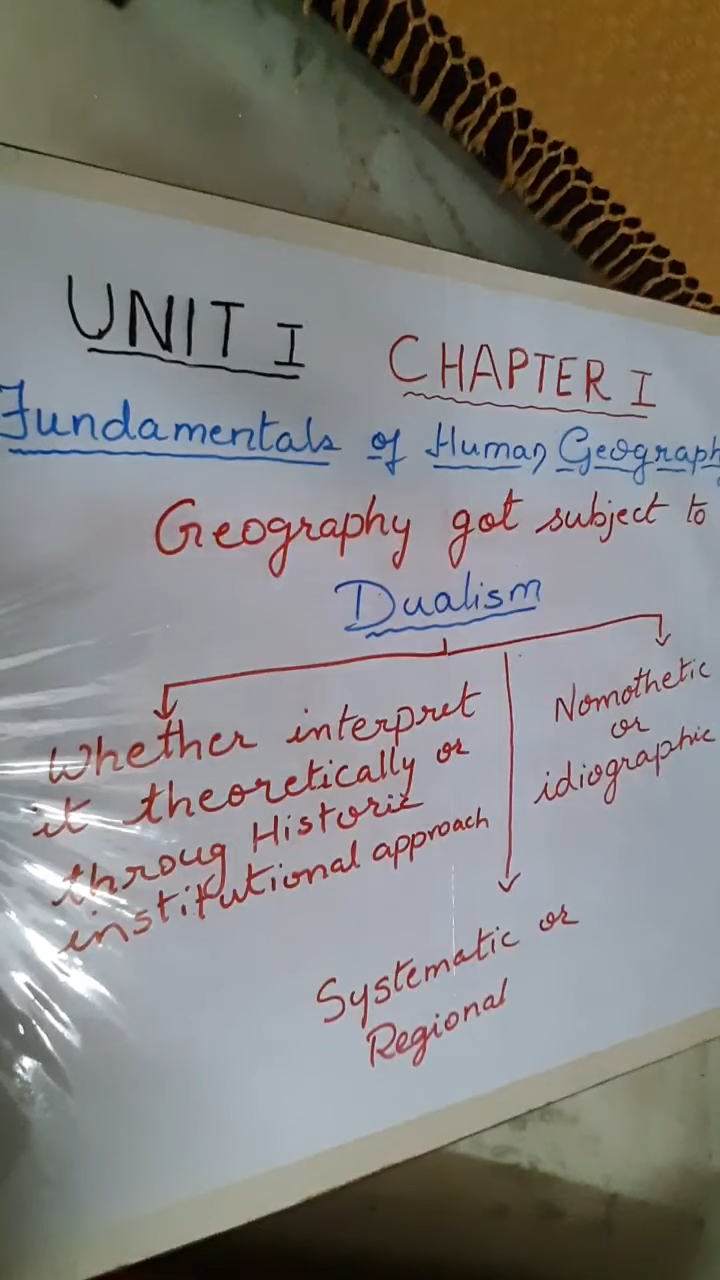 UNIT I CHAPTER I
Fundamentals of Human Geography
Geography got subject to
Dualism
Whether interpret
it theoretically or
throug Historic
institutional approach
Nomothetic
or
idiographic
Systematic or
Regional